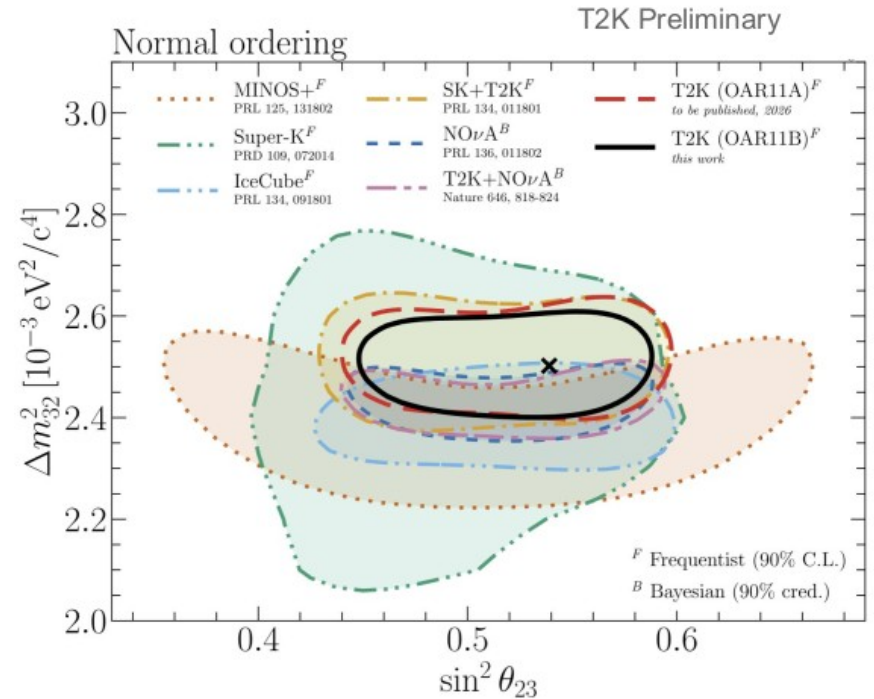 T2K Preliminary
Normal ordering
MINOS+^F
PRL 125, 131802
Super-K^F
PRD 109, 072014
IceCube^F
PRL 134, 091801
SK+T2K^F
PRL 134, 011801
NOνA^B
PRL 136, 011802
T2K+NOνA^B
Nature 646, 818-824
T2K (OAR11A)^F
to be published, 2026
T2K (OAR11B)^F
this work
Δm²₃₂ [10⁻³ eV²/c⁴]
3.0
2.8
2.6
2.4
2.2
2.0
^F Frequentist (90% C.L.)
^B Bayesian (90% cred.)
0.4 0.5 0.6
sin² θ₂₃